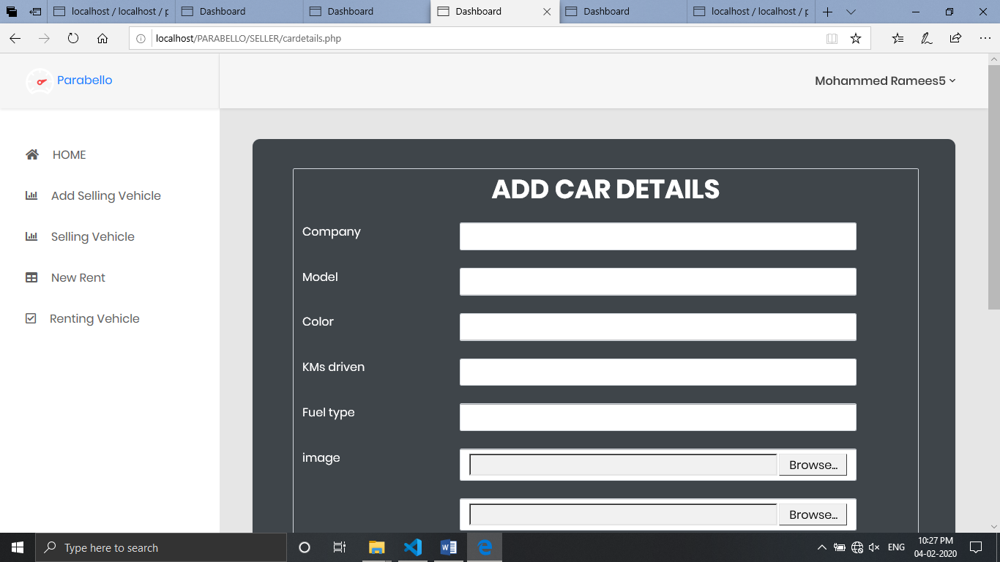 localhost / localhost / p
Dashboard
Dashboard
Dashboard
Dashboard
localhost / localhost / p
localhost/PARABELLO/SELLER/cardetails.php
Parabello
Mohammed Ramees5
HOME
Add Selling Vehicle
Selling Vehicle
New Rent
Renting Vehicle
ADD CAR DETAILS
Company
Model
Color
KMs driven
Fuel type
image
Browse...
Browse...
Type here to search
ENG
10:27 PM
04-02-2020